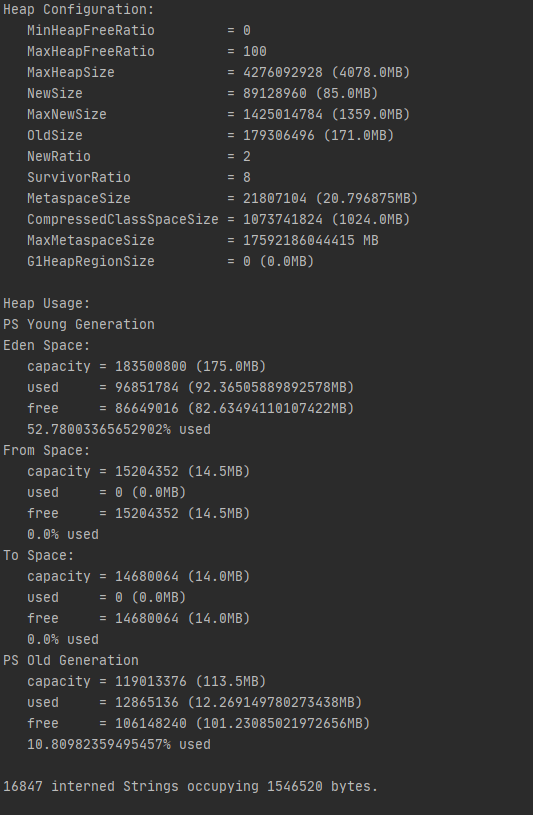 Heap Configuration:
   MinHeapFreeRatio         = 0
   MaxHeapFreeRatio         = 100
   MaxHeapSize              = 4276092928 (4078.0MB)
   NewSize                  = 89128960 (85.0MB)
   MaxNewSize               = 1425014784 (1359.0MB)
   OldSize                  = 179306496 (171.0MB)
   NewRatio                 = 2
   SurvivorRatio            = 8
   MetaspaceSize            = 21807104 (20.796875MB)
   CompressedClassSpaceSize = 1073741824 (1024.0MB)
   MaxMetaspaceSize         = 17592186044415 MB
   G1HeapRegionSize         = 0 (0.0MB)

Heap Usage:
PS Young Generation
Eden Space:
   capacity = 183500800 (175.0MB)
   used     = 96851784 (92.36505889892578MB)
   free     = 86649016 (82.63494110107422MB)
   52.78003365652902% used
From Space:
   capacity = 15204352 (14.5MB)
   used     = 0 (0.0MB)
   free     = 15204352 (14.5MB)
   0.0% used
To Space:
   capacity = 14680064 (14.0MB)
   used     = 0 (0.0MB)
   free     = 14680064 (14.0MB)
   0.0% used
PS Old Generation
   capacity = 119013376 (113.5MB)
   used     = 12865136 (12.269149780273438MB)
   free     = 106148240 (101.23085021972656MB)
   10.80982359495457% used

16847 interned Strings occupying 1546520 bytes.